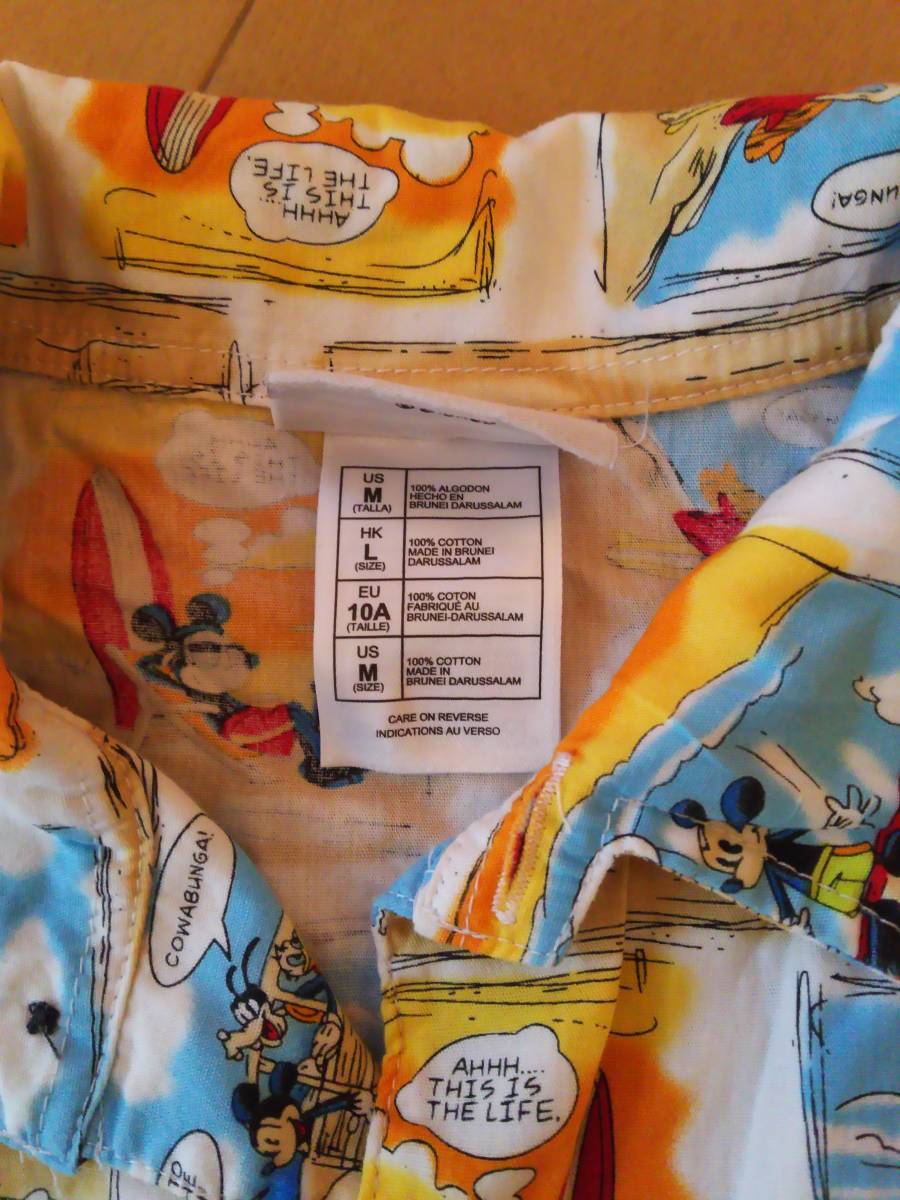 AHHH
THIS IS...
THE LIFE.
UNGA!
US
M
(TALLA)
100% ALGODON
HECHO EN
BRUNEI DARUSSALAM
HK
L
(SIZE)
100% COTTON
MADE IN BRUNEI
DARUSSALAM
EU
10A
(TAILLE)
100% COTON
FABRIQUÉ AU
BRUNEI-DARUSSALAM
US
M
(SIZE)
100% COTTON
MADE IN
BRUNEI DARUSSALAM
CARE ON REVERSE
INDICATIONS AU VERSO
COWABUNGA!
AHHH....
THIS IS
THE LIFE.
TO